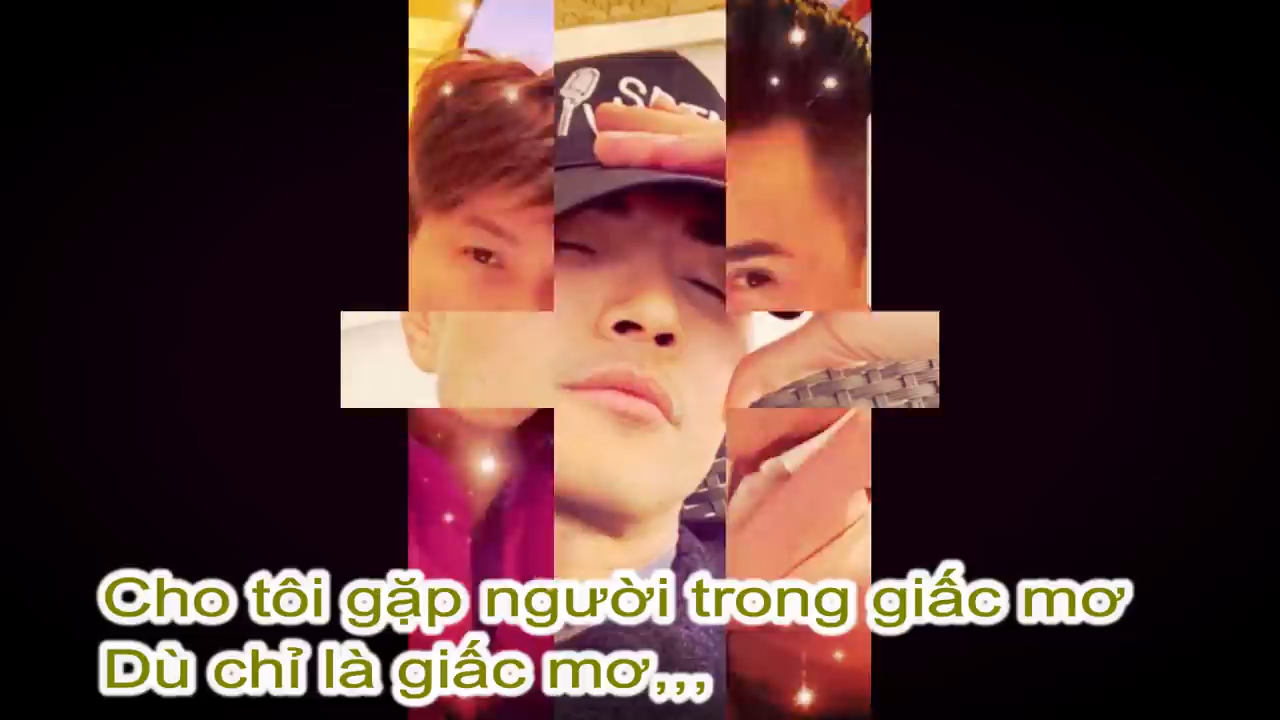 Cho tôi gặp người trong giấc mơ
Dù chỉ là giấc mơ,,,